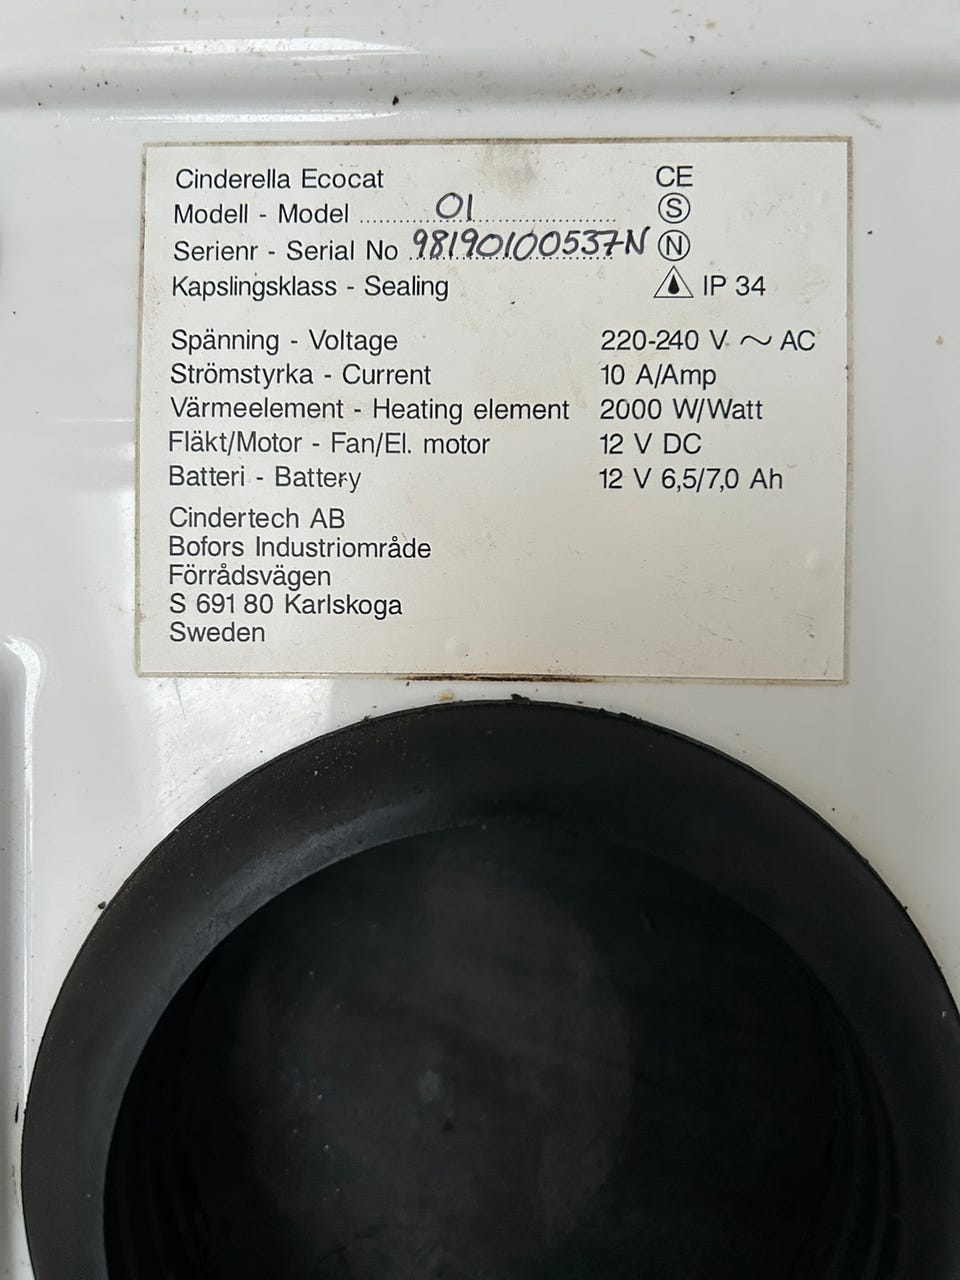 Cinderella Ecocat CE
Modell - Model 01 S
Serienr - Serial No 98190100537N N
Kapslingsklass - Sealing IP 34
Spänning - Voltage 220-240 V ~ AC
Strömstyrka - Current 10 A/Amp
Värmeelement - Heating element 2000 W/Watt
Fläkt/Motor - Fan/El. motor 12 V DC
Batteri - Battery 12 V 6,5/7,0 Ah
Cindertech AB
Bofors Industriområde
Förrådsvägen
S 691 80 Karlskoga
Sweden